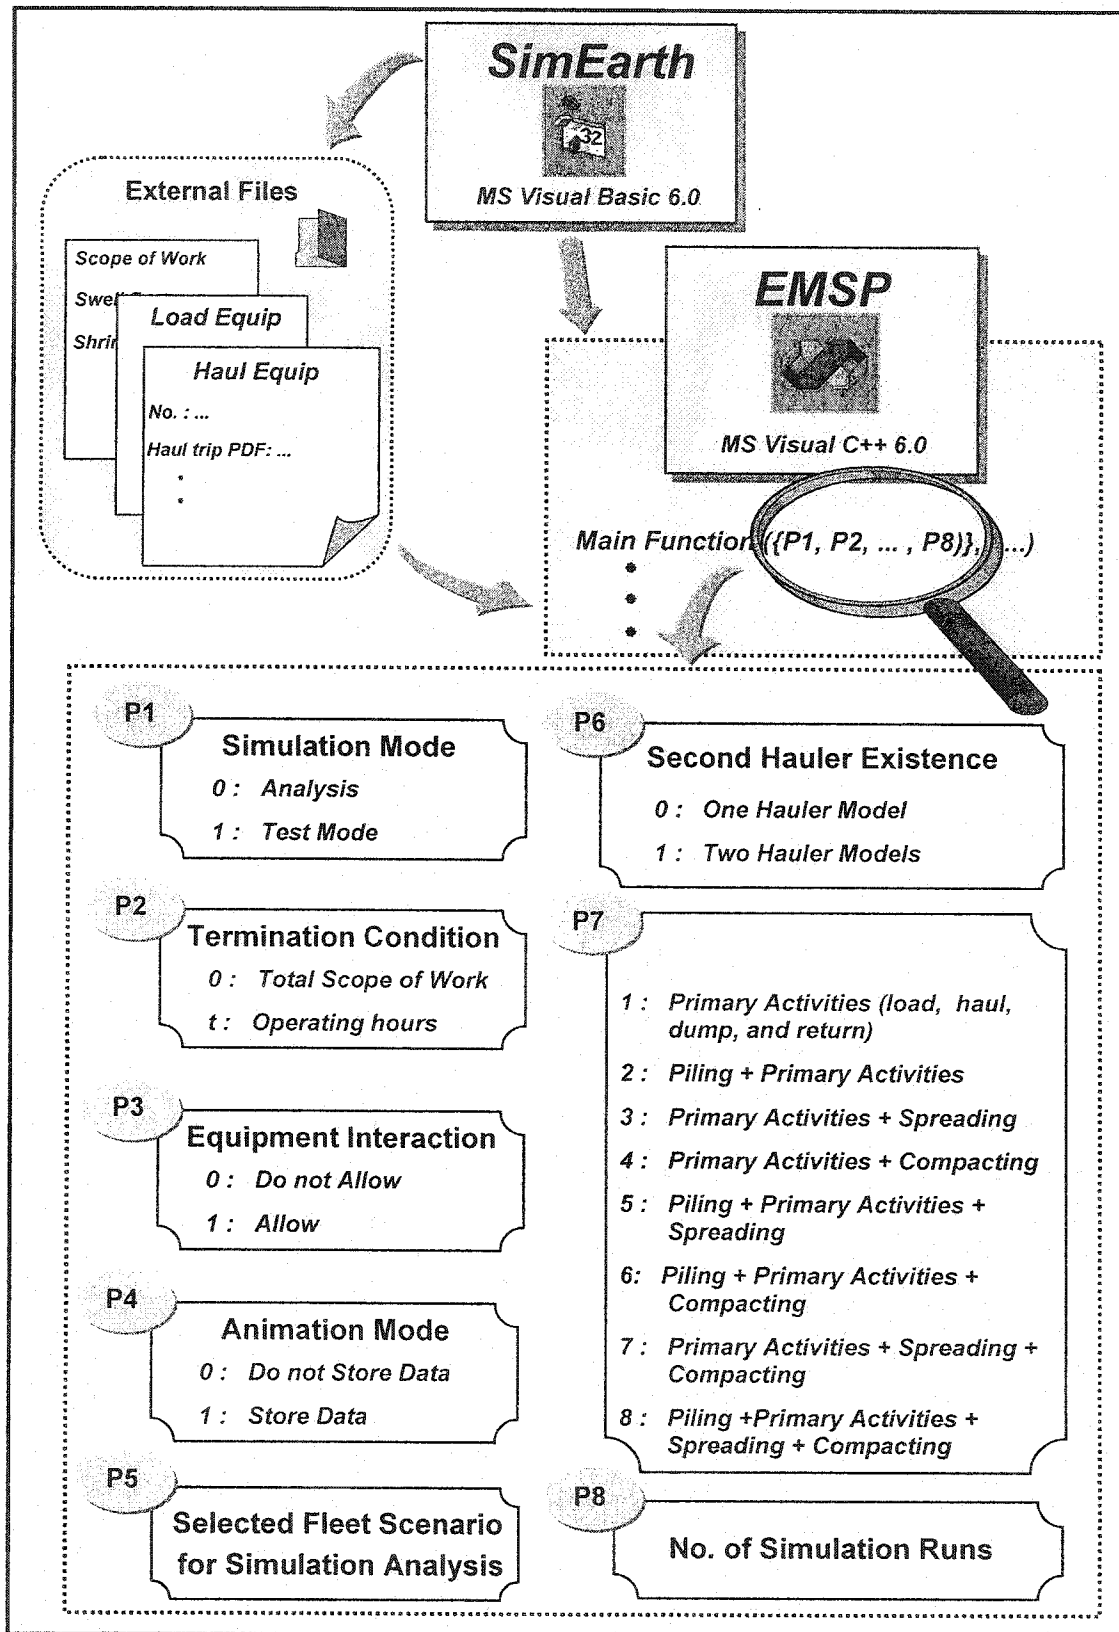 SimEarth
32
MS Visual Basic 6.0
External Files
Scope of Work
Swell
Shrin
Load Equip
Haul Equip
No. : ...
Haul trip PDF: ...
EMSP
MS Visual C++ 6.0
Main Function ({P1, P2, ... , P8)}, ...)
P1
Simulation Mode
0 : Analysis
1 : Test Mode
P2
Termination Condition
0 : Total Scope of Work
t : Operating hours
P3
Equipment Interaction
0 : Do not Allow
1 : Allow
P4
Animation Mode
0 : Do not Store Data
1 : Store Data
P5
Selected Fleet Scenario
for Simulation Analysis
P6
Second Hauler Existence
0 : One Hauler Model
1 : Two Hauler Models
P7
1 : Primary Activities (load, haul,
dump, and return)
2 : Piling + Primary Activities
3 : Primary Activities + Spreading
4 : Primary Activities + Compacting
5 : Piling + Primary Activities +
Spreading
6: Piling + Primary Activities +
Compacting
7 : Primary Activities + Spreading +
Compacting
8 : Piling +Primary Activities +
Spreading + Compacting
P8
No. of Simulation Runs